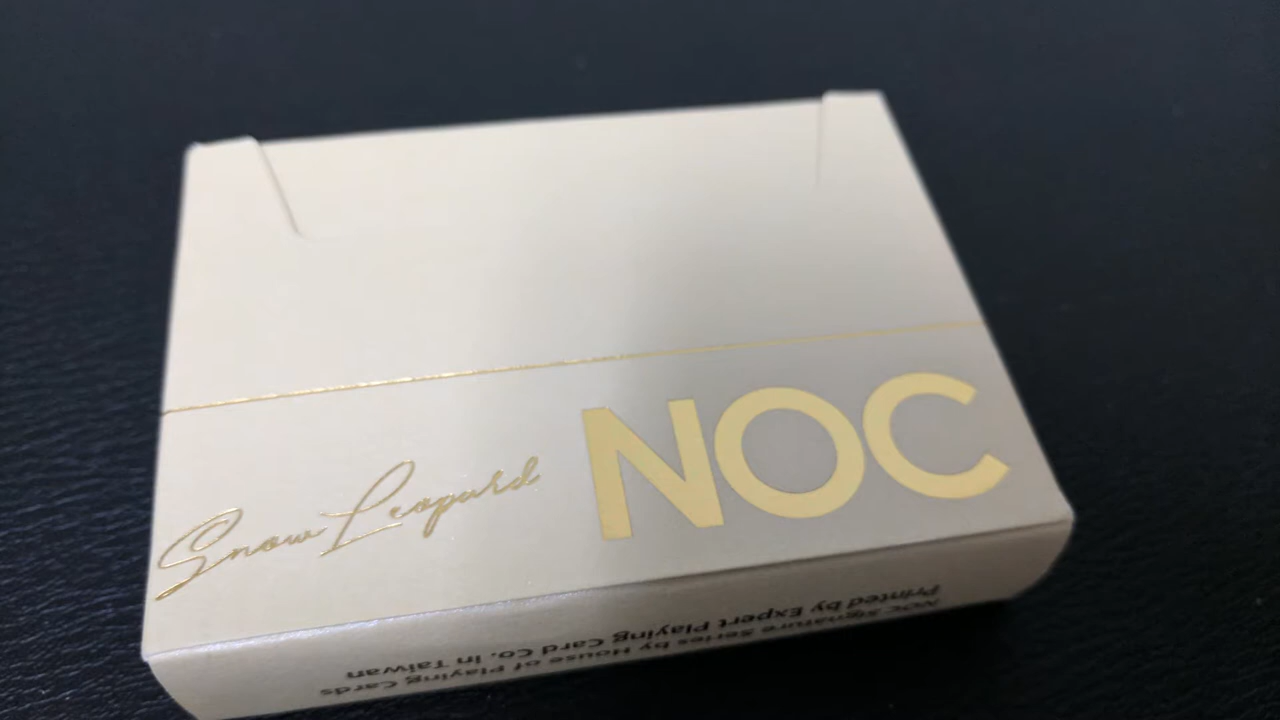 Snow Leopard
NOC
NOC Signature Series by House of Playing Cards
Printed by Expert Playing Card Co. In Taiwan